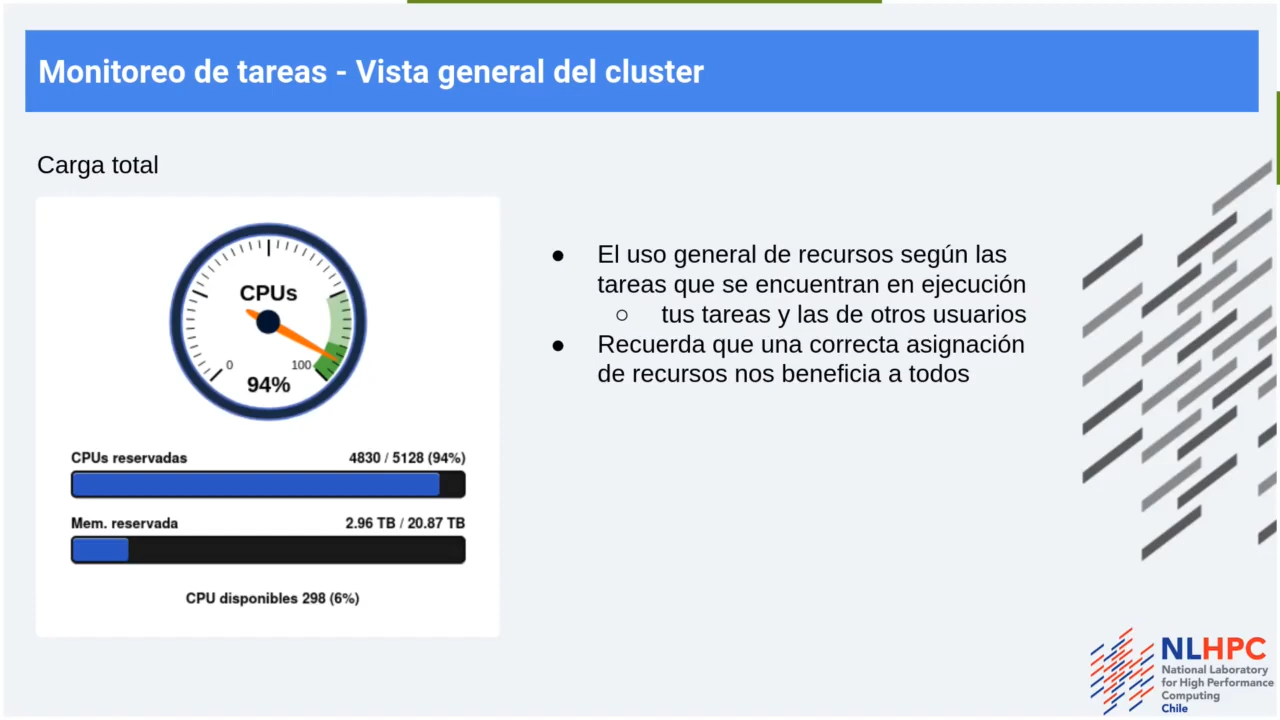 Monitoreo de tareas - Vista general del cluster
Carga total
CPUs
0
100
94%
CPUs reservadas
4830 / 5128 (94%)
Mem. reservada
2.96 TB / 20.87 TB
CPU disponibles 298 (6%)
● El uso general de recursos según las
tareas que se encuentran en ejecución
○ tus tareas y las de otros usuarios
● Recuerda que una correcta asignación
de recursos nos beneficia a todos
NLHPC
National Laboratory
for High Performance
Computing
Chile